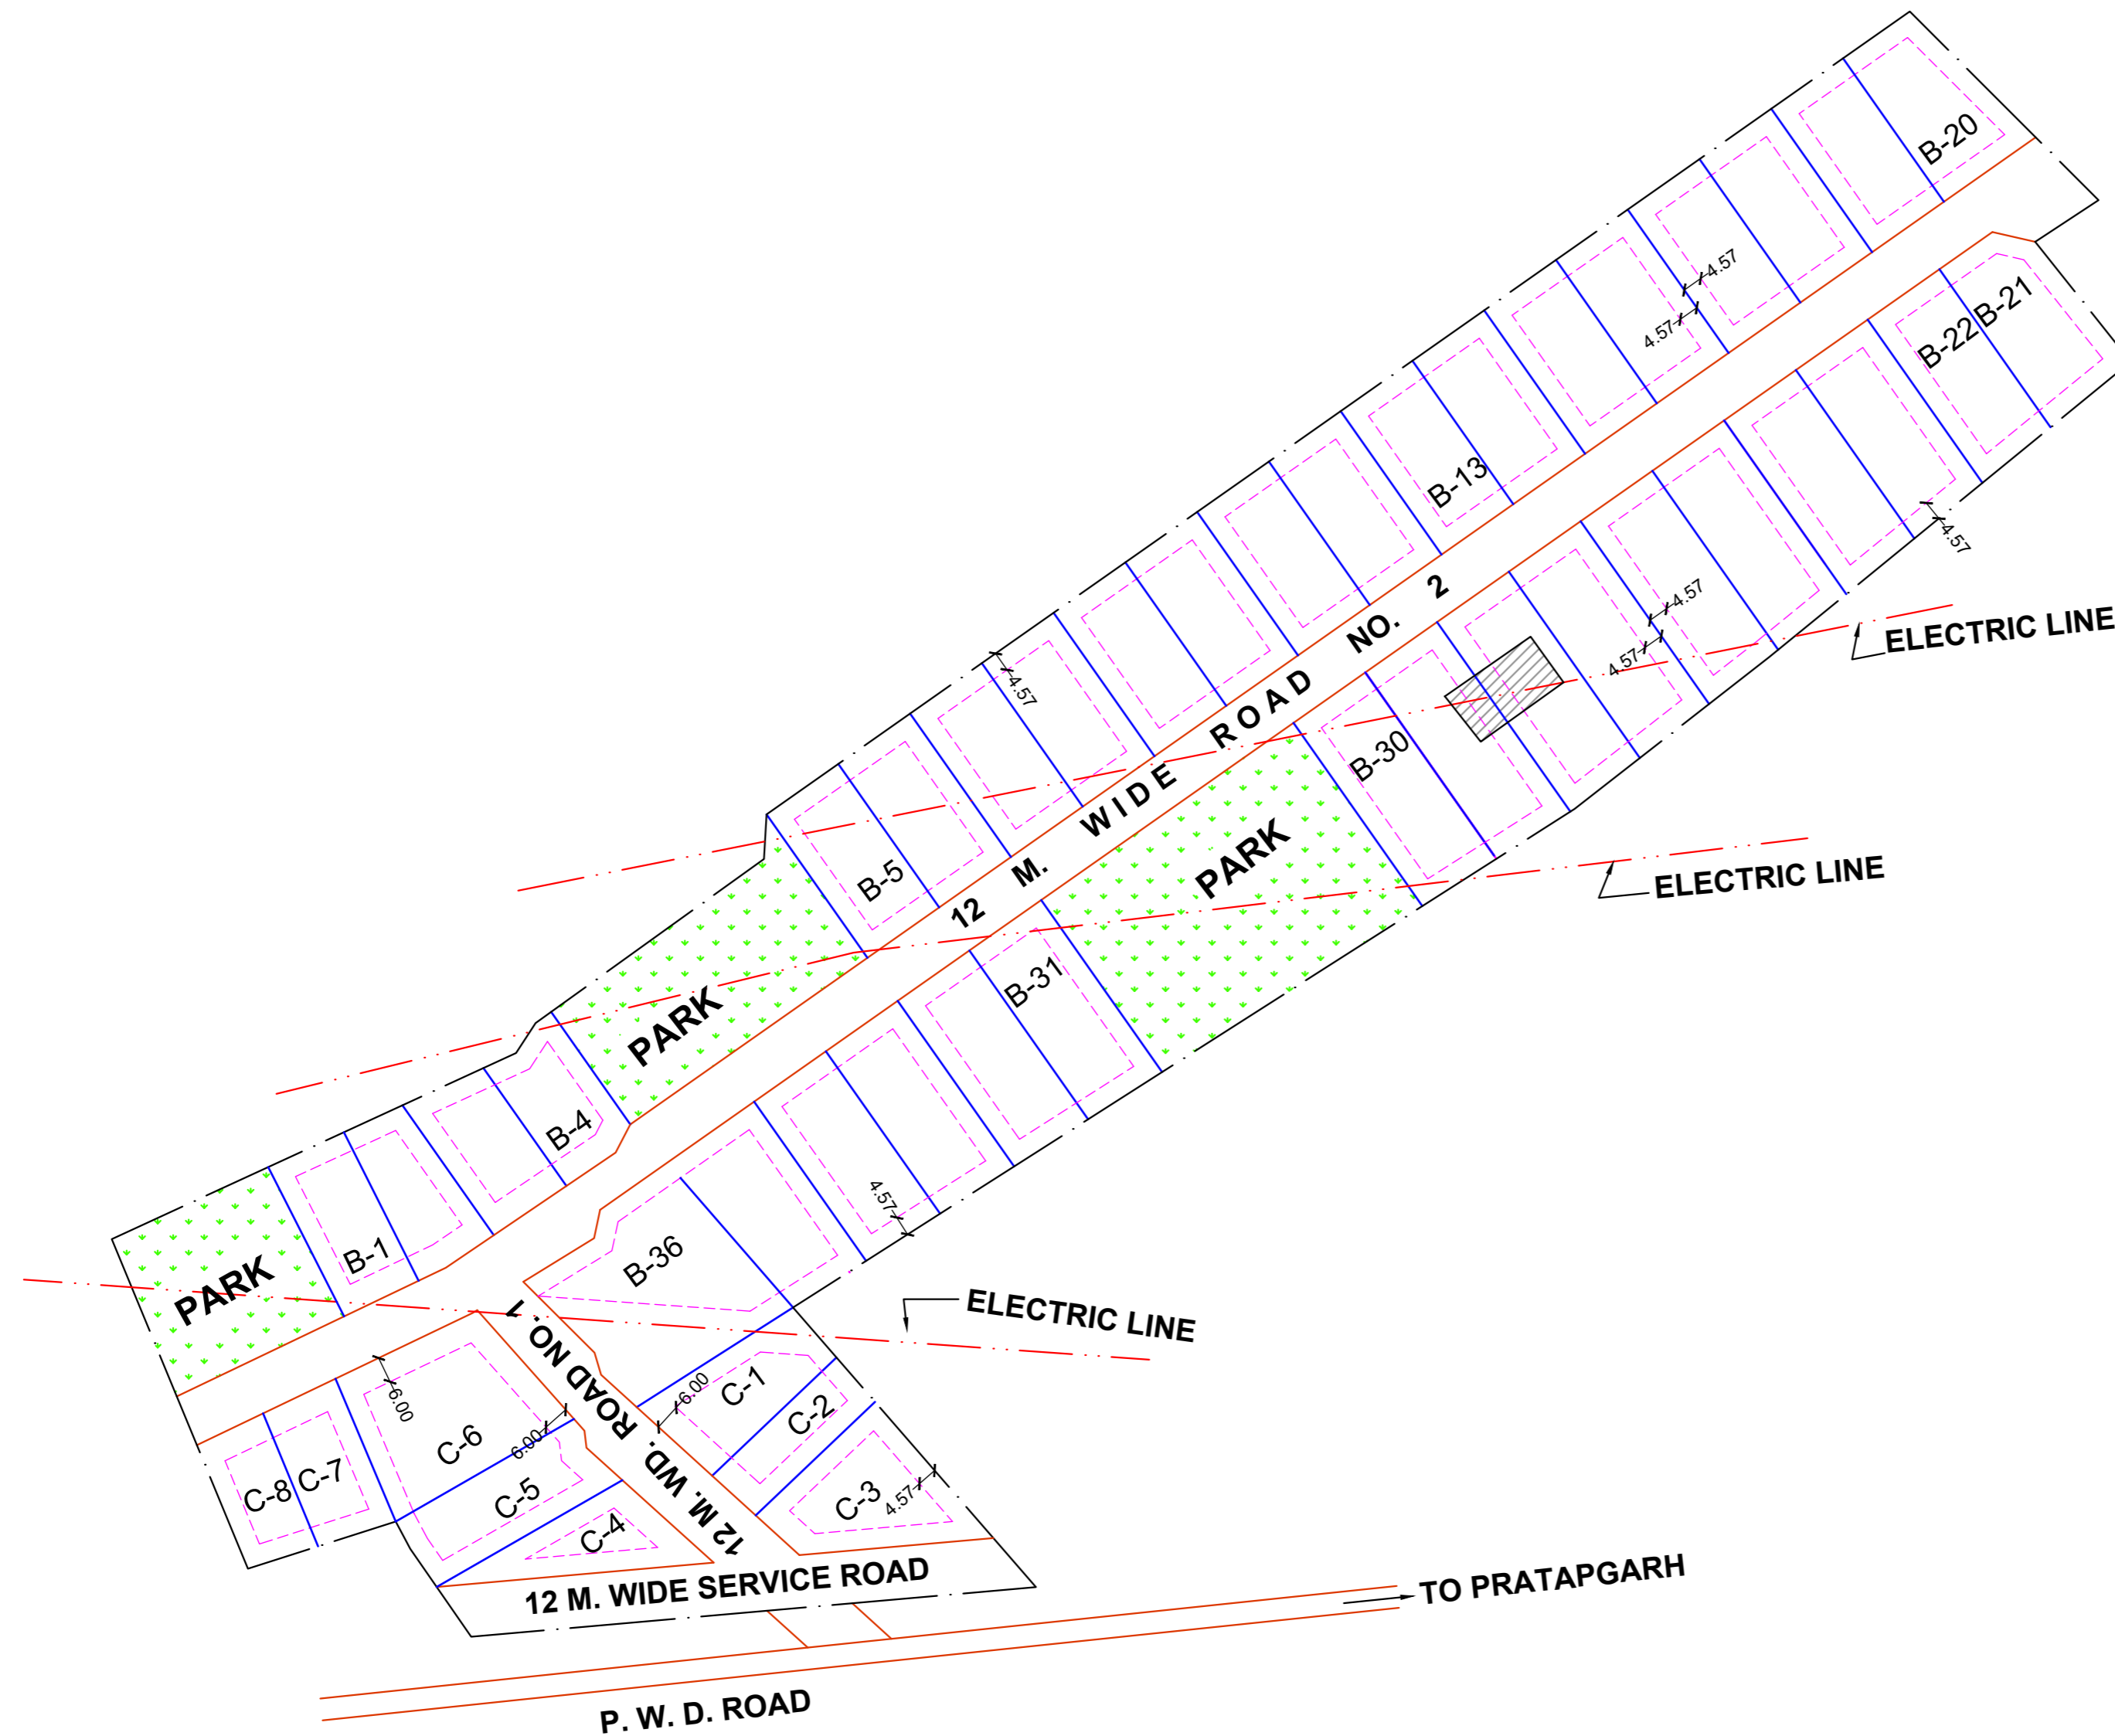 B-20
4.57
4.57
B-21
B-22
B-13
4.57
2
NO.
ROAD
WIDE
M.
12
4.57
4.57
ELECTRIC LINE
4.57
B-30
PARK
B-5
ELECTRIC LINE
B-31
PARK
B-4
4.57
B-1
B-36
PARK
ELECTRIC LINE
12 M. WD. ROAD NO. 1
6.00
6.00
6.00
C-1
C-2
C-6
C-7
C-8
C-5
C-3
4.57
C-4
12 M. WIDE SERVICE ROAD
TO PRATAPGARH
P. W. D. ROAD